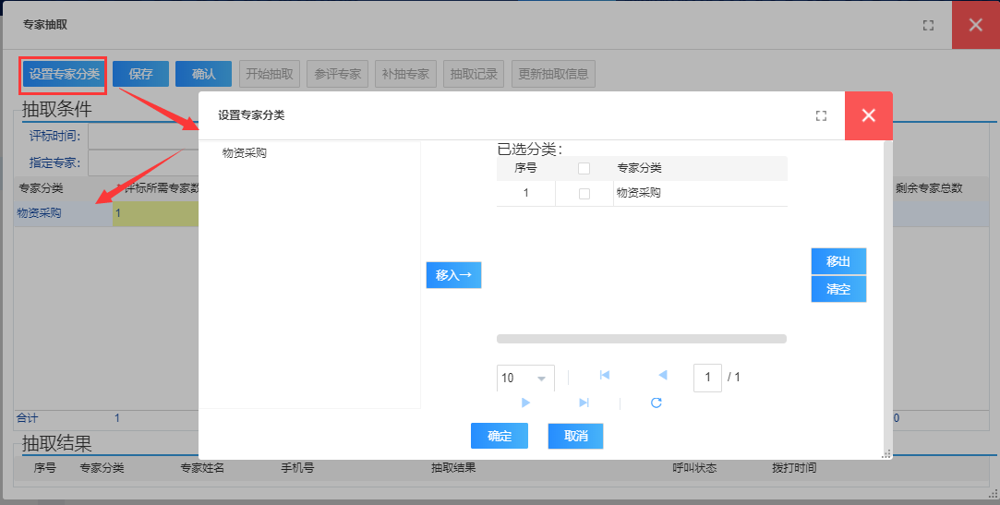 专家抽取
设置专家分类 保存 确认 开始抽取 参评专家 补抽专家 抽取记录 更新抽取信息
抽取条件
评标时间:
指定专家:
专家分类 评标所需专家数 剩余专家总数
物资采购 1
合计 1 0
抽取结果
序号 专家分类 专家姓名 手机号 抽取结果 呼叫状态 拨打时间
设置专家分类
物资采购
移入→
已选分类:
序号 专家分类
1 物资采购
移出
清空
10 1 / 1
确定 取消